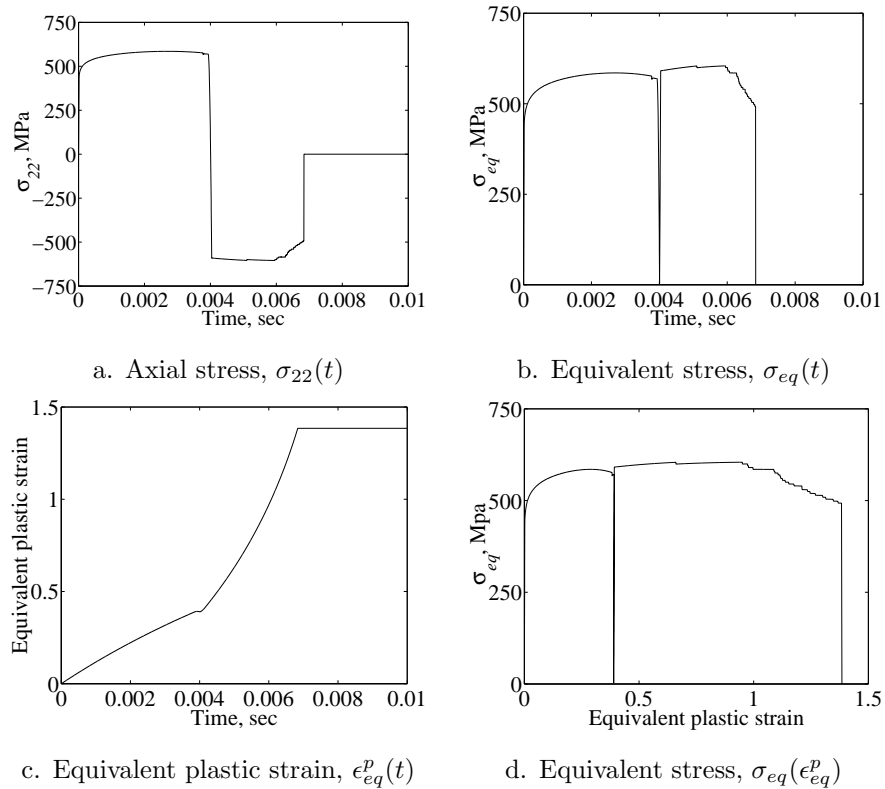 750
500
250
0
−250
−500
−750
σ22, MPa
0 0.002 0.004 0.006 0.008 0.01
Time, sec
a. Axial stress, σ22(t)
750
500
250
0
σeq, MPa
0 0.002 0.004 0.006 0.008 0.01
Time, sec
b. Equivalent stress, σeq(t)
1.5
1
0.5
0
Equivalent plastic strain
0 0.002 0.004 0.006 0.008 0.01
Time, sec
c. Equivalent plastic strain, ϵ^p_eq(t)
750
500
250
0
σeq, Mpa
0 0.5 1 1.5
Equivalent plastic strain
d. Equivalent stress, σeq(ϵ^p_eq)